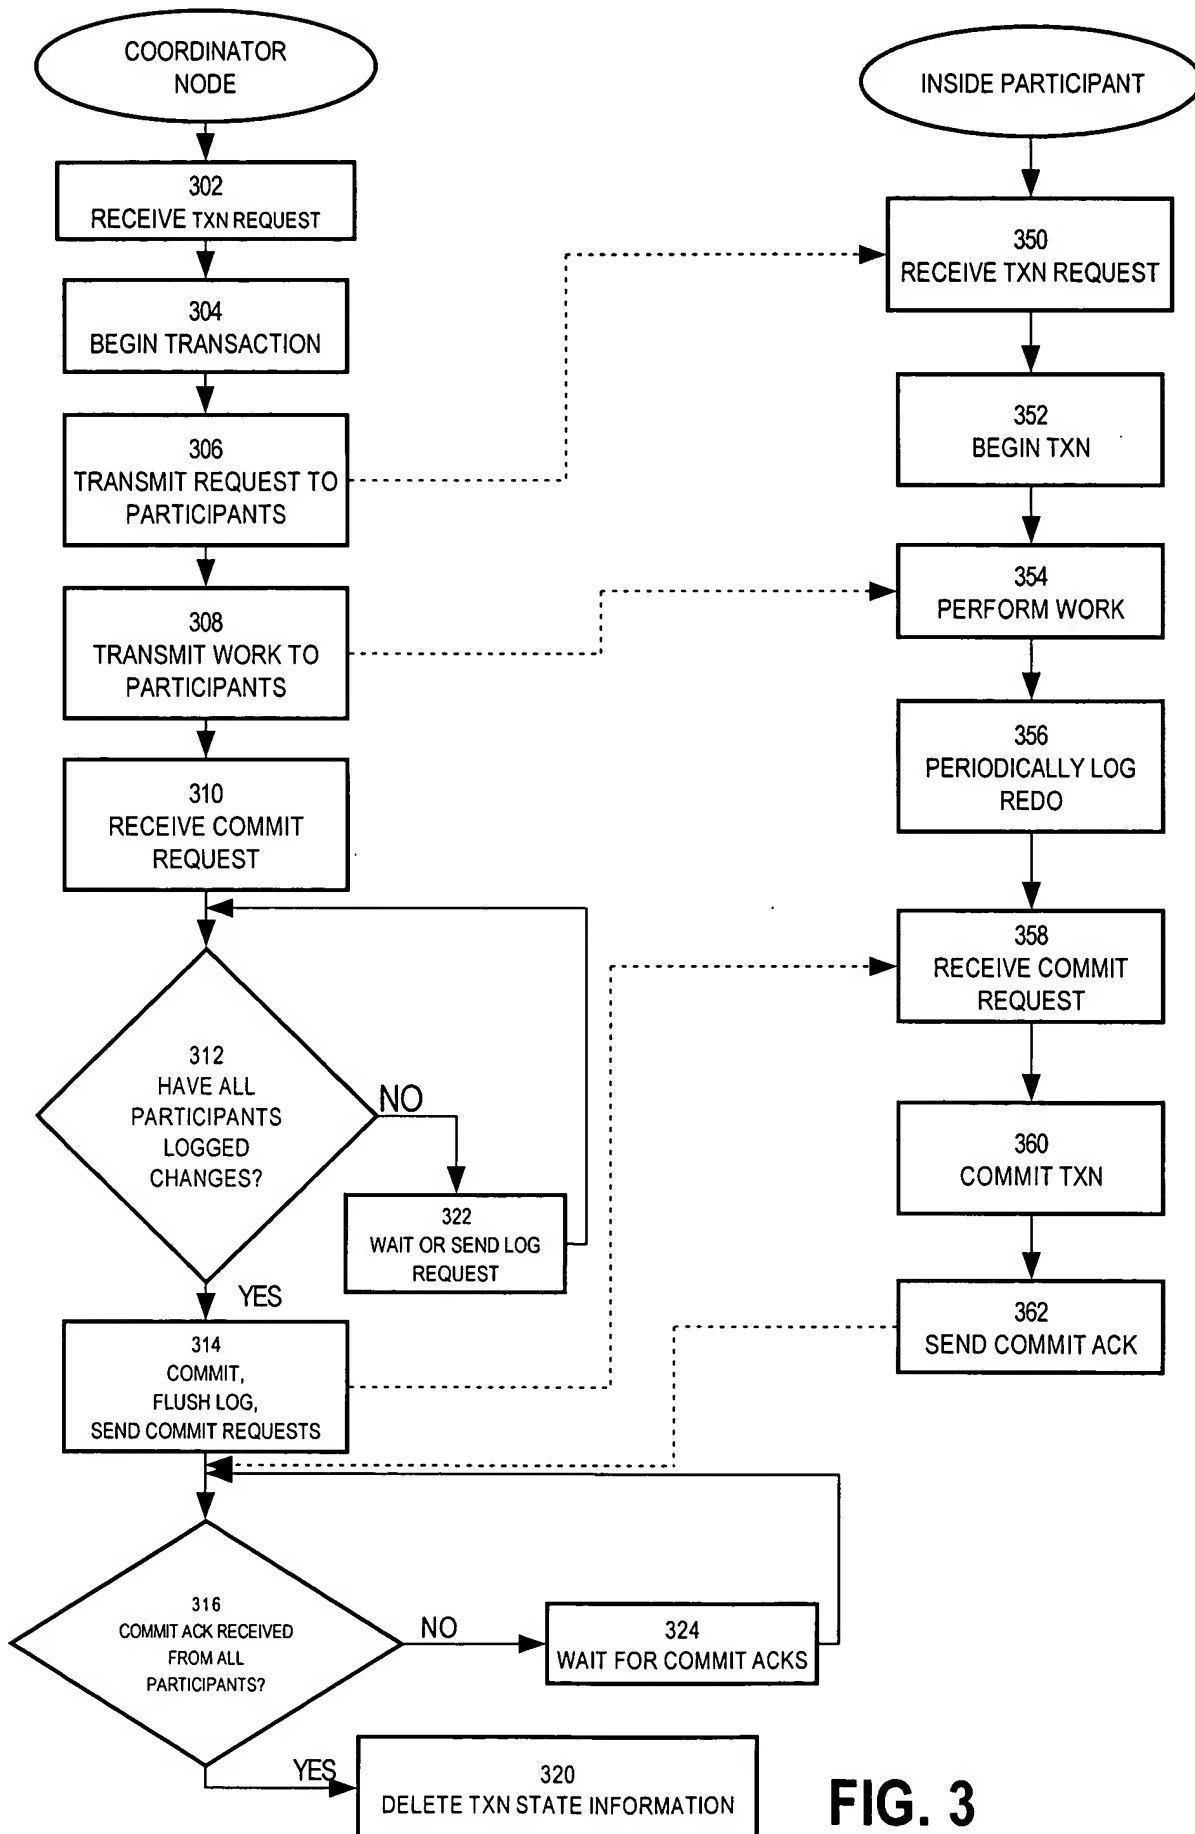 COORDINATOR
NODE
302
RECEIVE TXN REQUEST
304
BEGIN TRANSACTION
306
TRANSMIT REQUEST TO
PARTICIPANTS
308
TRANSMIT WORK TO
PARTICIPANTS
310
RECEIVE COMMIT
REQUEST
312
HAVE ALL
PARTICIPANTS
LOGGED
CHANGES?
NO
322
WAIT OR SEND LOG
REQUEST
YES
314
COMMIT,
FLUSH LOG,
SEND COMMIT REQUESTS
316
COMMIT ACK RECEIVED
FROM ALL
PARTICIPANTS?
NO
324
WAIT FOR COMMIT ACKS
YES
320
DELETE TXN STATE INFORMATION
INSIDE PARTICIPANT
350
RECEIVE TXN REQUEST
352
BEGIN TXN
354
PERFORM WORK
356
PERIODICALLY LOG
REDO
358
RECEIVE COMMIT
REQUEST
360
COMMIT TXN
362
SEND COMMIT ACK
FIG. 3